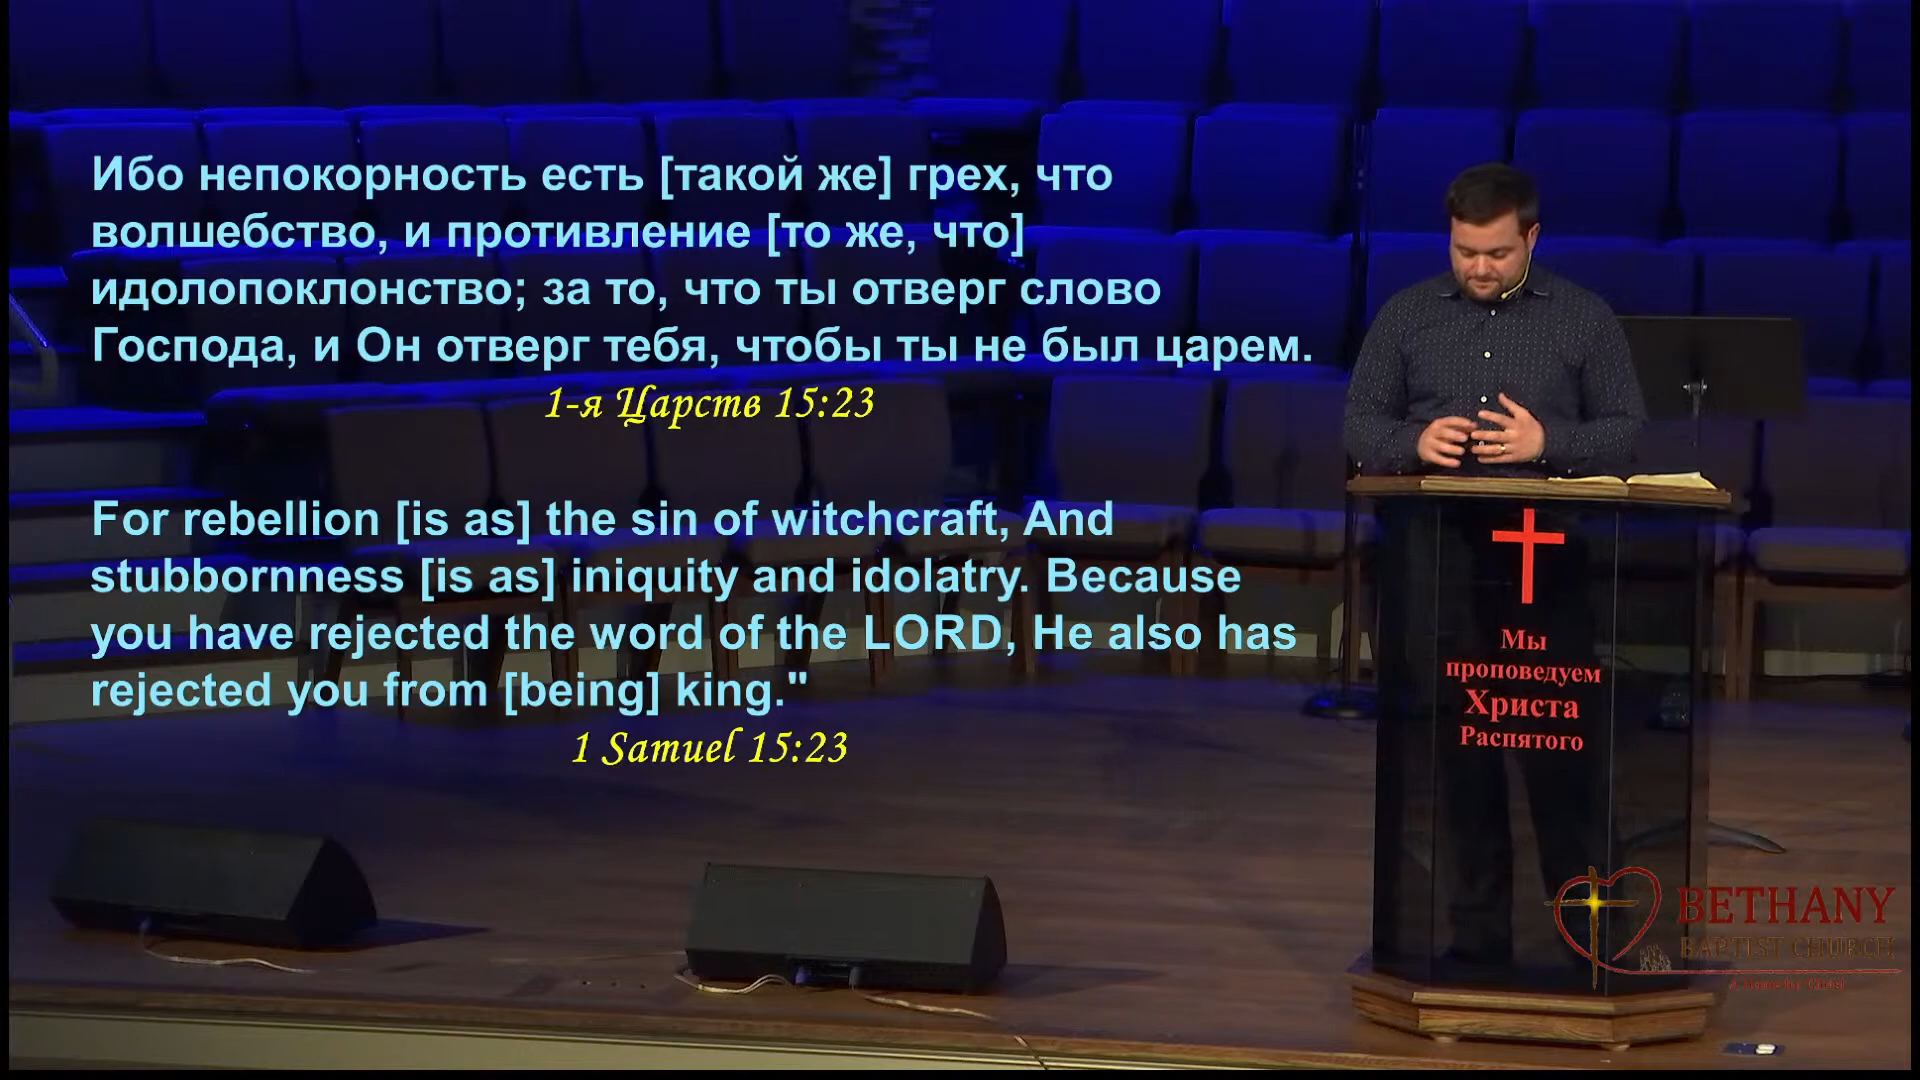 Ибо непокорность есть [такой же] грех, что
волшебство, и противление [то же, что]
идолопоклонство; за то, что ты отверг слово
Господа, и Он отверг тебя, чтобы ты не был царем.
1-я Царств 15:23
For rebellion [is as] the sin of witchcraft, And
stubbornness [is as] iniquity and idolatry. Because
you have rejected the word of the LORD, He also has
rejected you from [being] king."
1 Samuel 15:23
Мы
проповедуем
Христа
Распятого
BETHANY
BAPTIST CHURCH